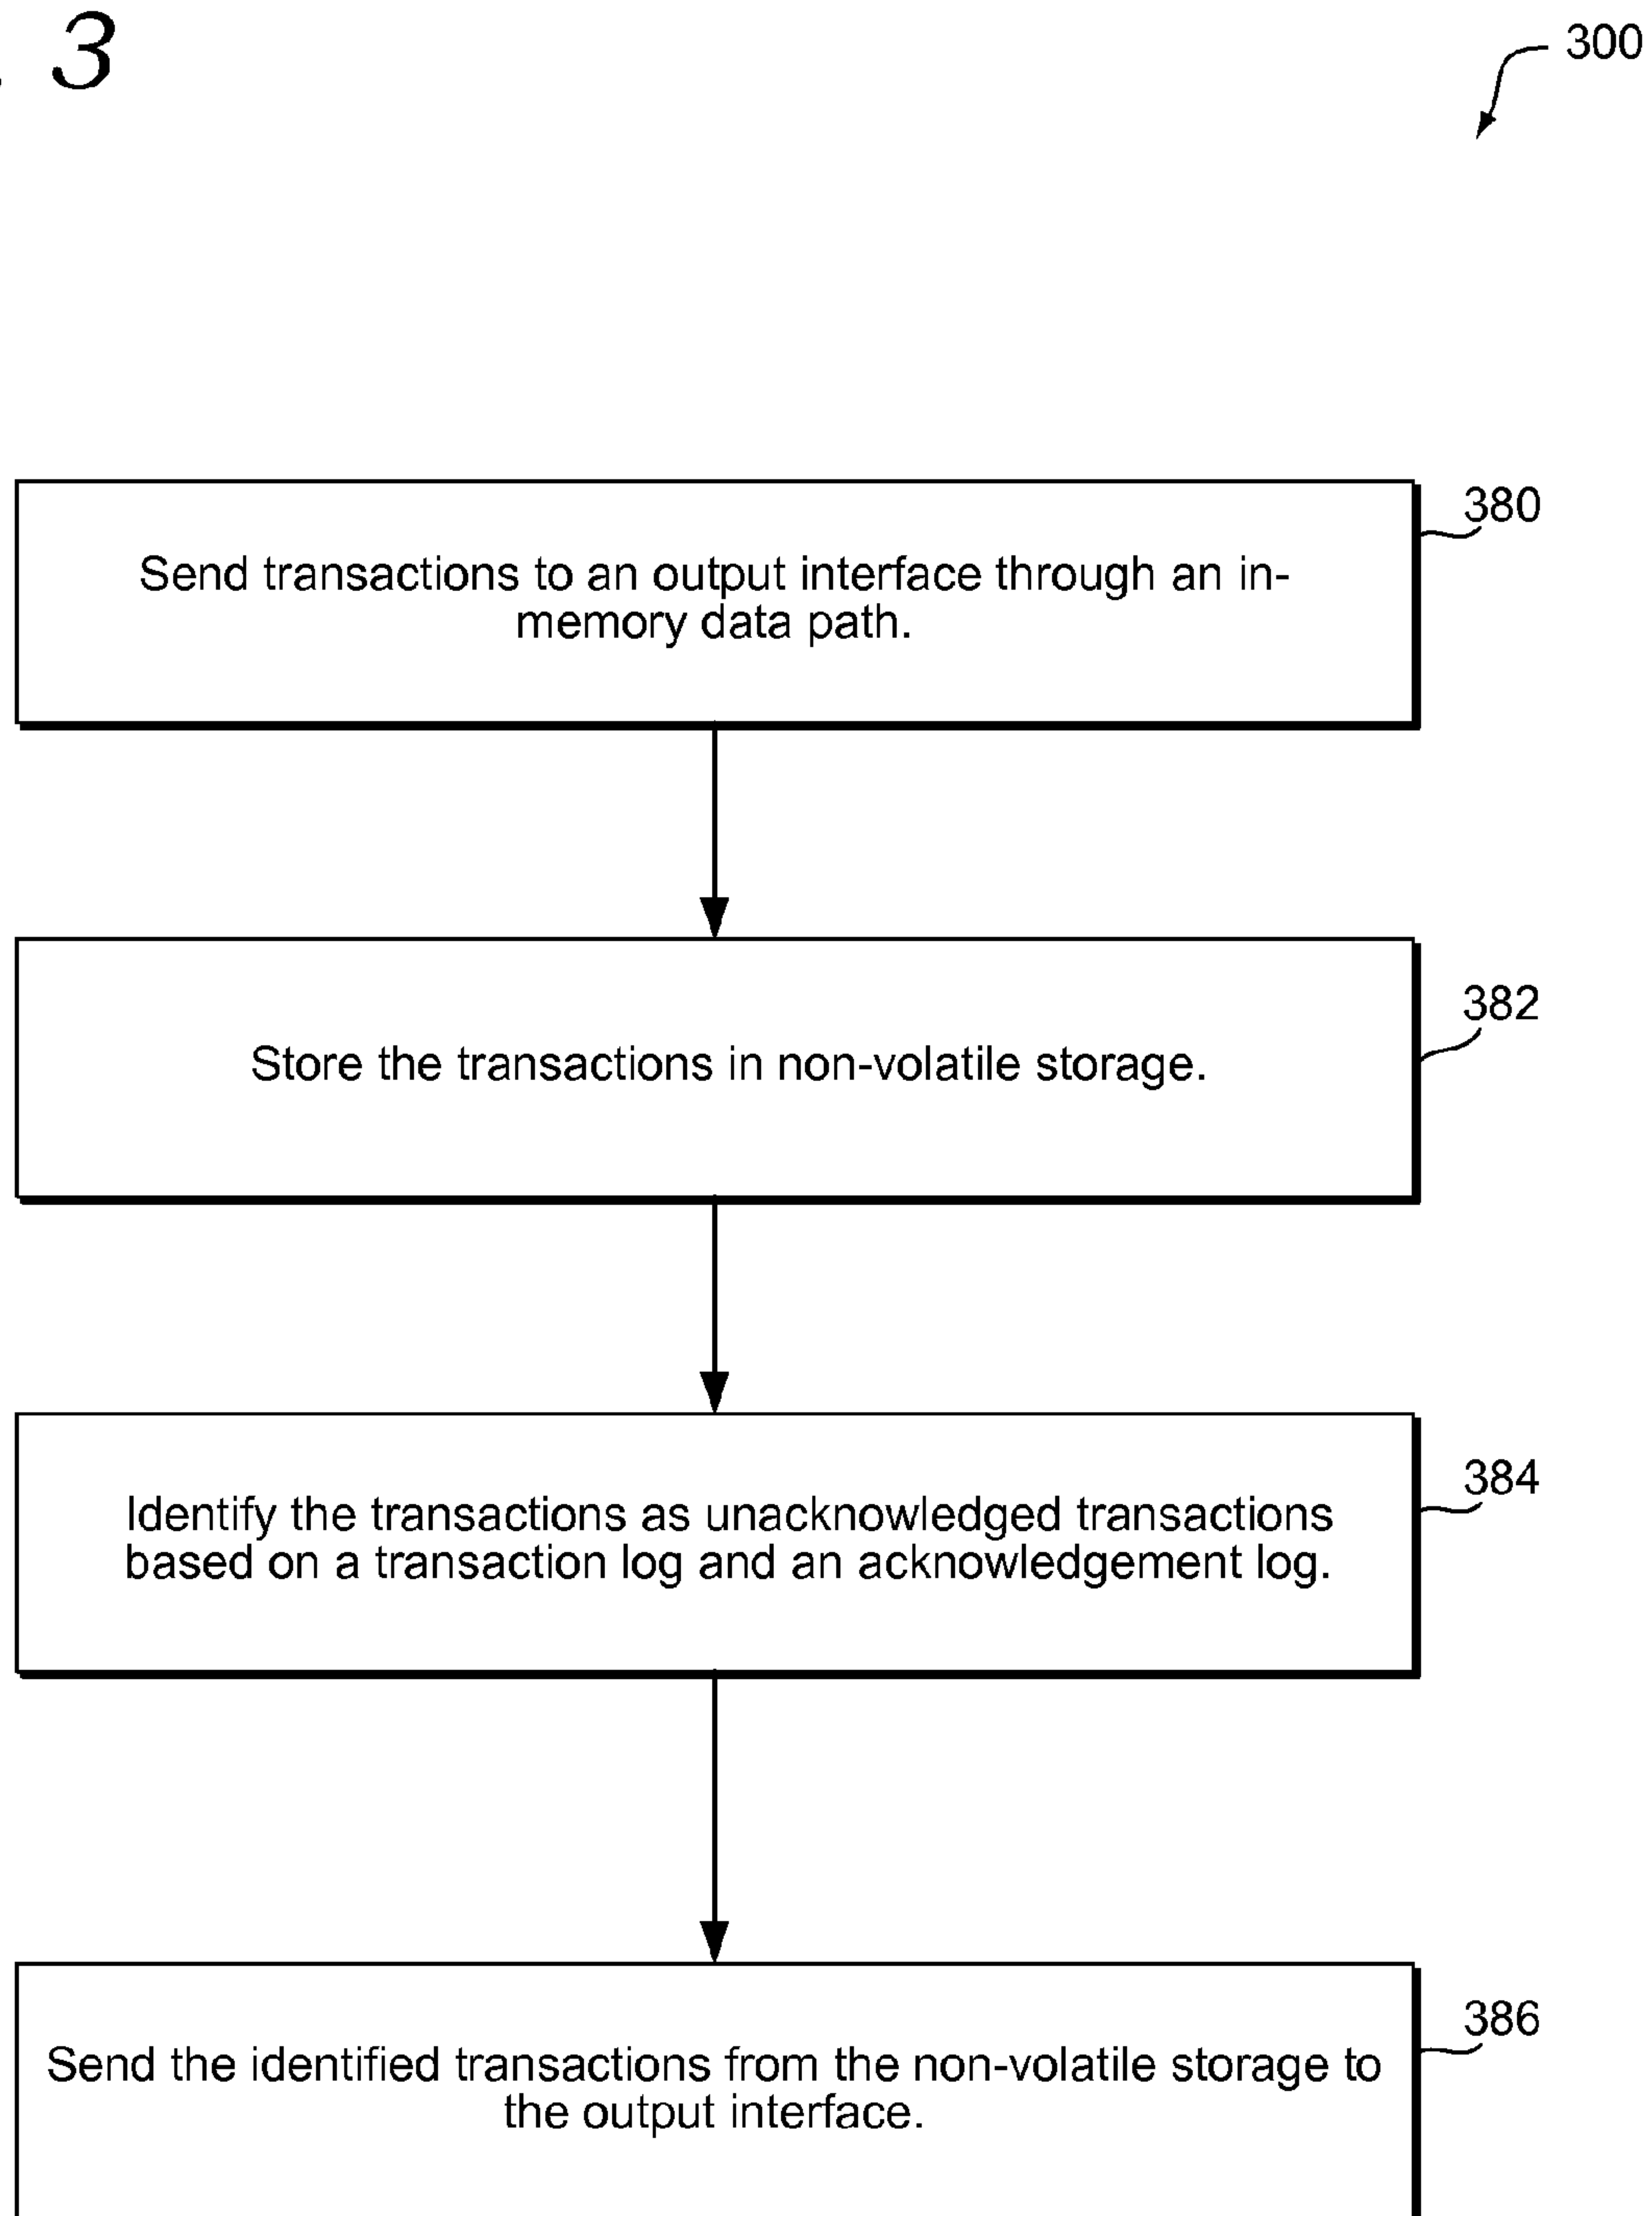 . 3
300
380
Send transactions to an output interface through an in-
memory data path.
382
Store the transactions in non-volatile storage.
384
Identify the transactions as unacknowledged transactions
based on a transaction log and an acknowledgement log.
386
Send the identified transactions from the non-volatile storage to
the output interface.